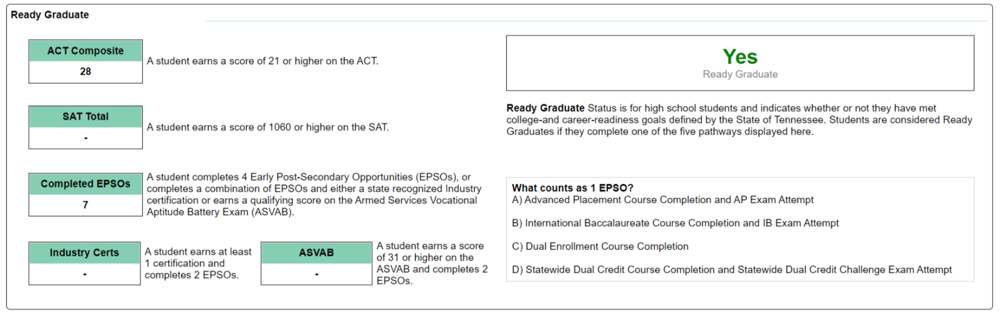 Ready Graduate
ACT Composite
28
A student earns a score of 21 or higher on the ACT.
SAT Total
-
A student earns a score of 1060 or higher on the SAT.
Completed EPSOs
7
A student completes 4 Early Post-Secondary Opportunities (EPSOs), or
completes a combination of EPSOs and either a state recognized Industry
certification or earns a qualifying score on the Armed Services Vocational
Aptitude Battery Exam (ASVAB).
Industry Certs
-
A student earns at least
1 certification and
completes 2 EPSOs.
ASVAB
-
A student earns a score
of 31 or higher on the
ASVAB and completes 2
EPSOs.
Yes
Ready Graduate
Ready Graduate Status is for high school students and indicates whether or not they have met
college-and career-readiness goals defined by the State of Tennessee. Students are considered Ready
Graduates if they complete one of the five pathways displayed here.
What counts as 1 EPSO?
A) Advanced Placement Course Completion and AP Exam Attempt
B) International Baccalaureate Course Completion and IB Exam Attempt
C) Dual Enrollment Course Completion
D) Statewide Dual Credit Course Completion and Statewide Dual Credit Challenge Exam Attempt